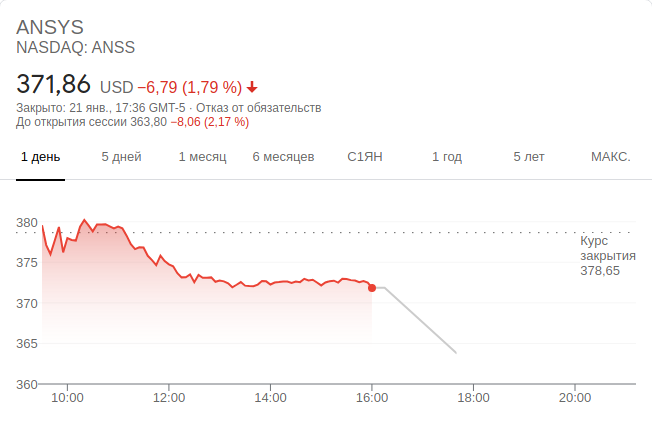 ANSYS
NASDAQ: ANSS
371,86 USD −6,79 (1,79 %)
Закрыто: 21 янв., 17:36 GMT-5 · Отказ от обязательств
До открытия сессии 363,80 −8,06 (2,17 %)
1 день 5 дней 1 месяц 6 месяцев С1ЯН 1 год 5 лет МАКС.
380
Курс
закрытия
378,65
375
370
365
360
10:00 12:00 14:00 16:00 18:00 20:00